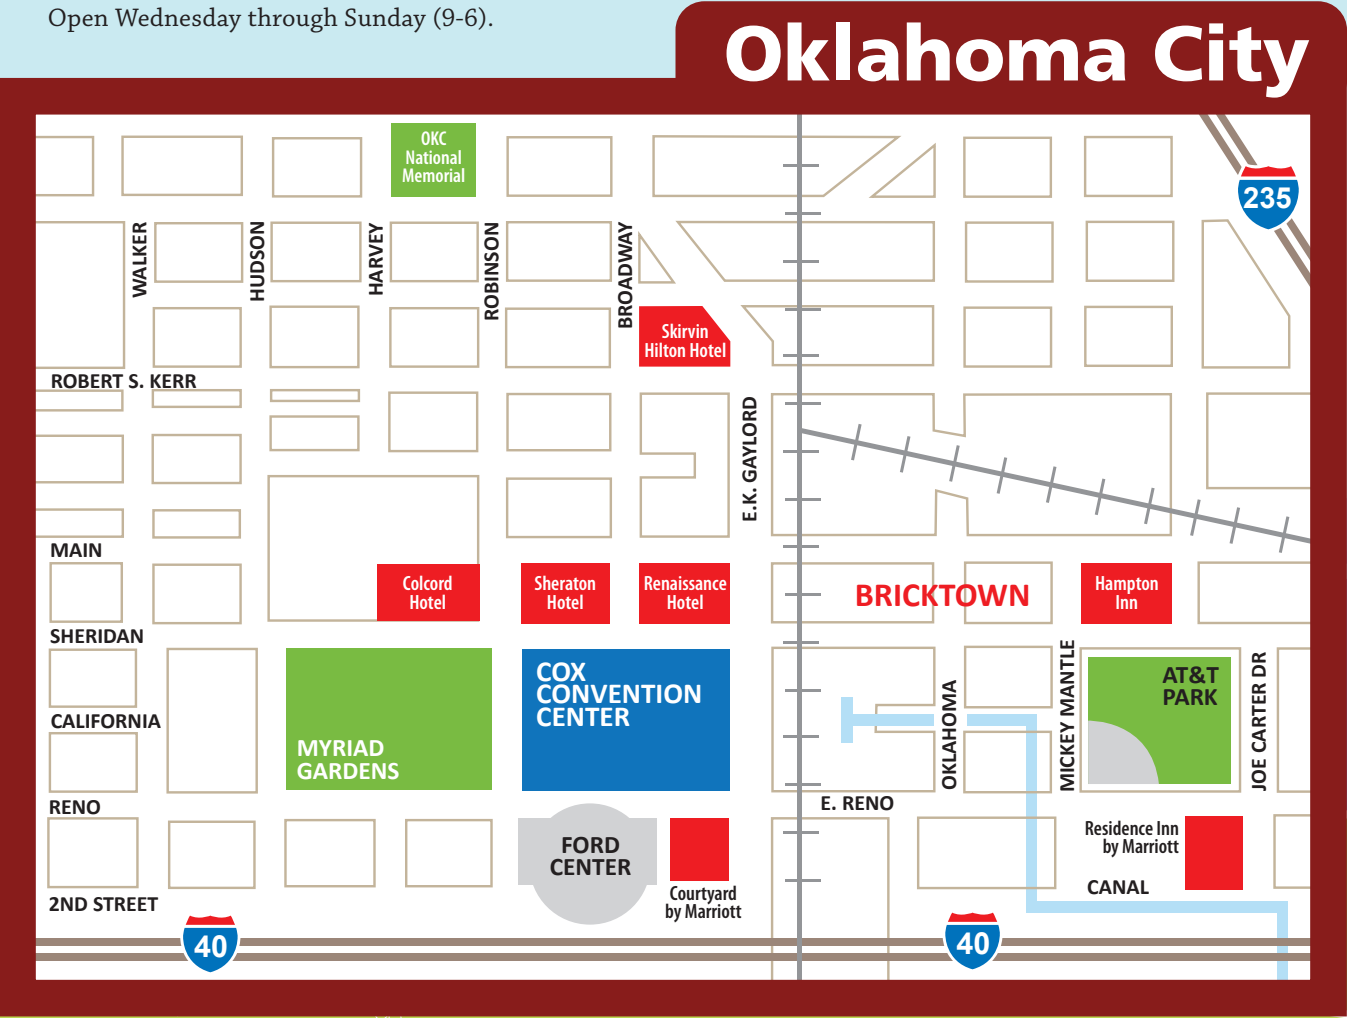 Open Wednesday through Sunday (9-6).
Oklahoma City
OKC
National
Memorial
235
WALKER
HUDSON
HARVEY
ROBINSON
BROADWAY
Skirvin
Hilton Hotel
ROBERT S. KERR
E.K. GAYLORD
MAIN
Colcord
Hotel
Sheraton
Hotel
Renaissance
Hotel
BRICKTOWN
Hampton
Inn
SHERIDAN
COX
CONVENTION
CENTER
OKLAHOMA
MICKEY MANTLE
AT&T
PARK
JOE CARTER DR
CALIFORNIA
MYRIAD
GARDENS
RENO
E. RENO
FORD
CENTER
Residence Inn
by Marriott
Courtyard
by Marriott
CANAL
2ND STREET
40
40